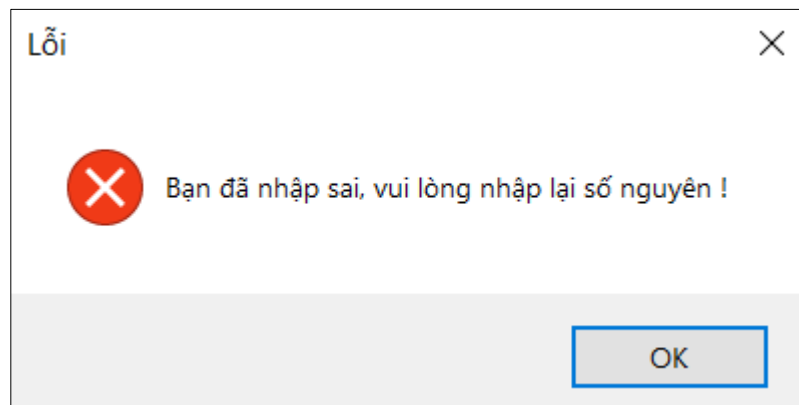 Lỗi
Bạn đã nhập sai, vui lòng nhập lại số nguyên !
OK